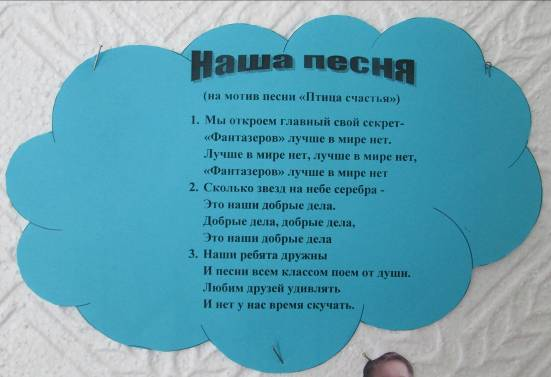 Наша песня
(на мотив песни «Птица счастья»)
1. Мы откроем главный свой секрет-
«Фантазеров» лучше в мире нет.
Лучше в мире нет, лучше в мире нет,
«Фантазеров» лучше в мире нет
2. Сколько звезд на небе серебра -
Это наши добрые дела.
Добрые дела, добрые дела,
Это наши добрые дела
3. Наши ребята дружны
И песни всем классом поем от души.
Любим друзей удивлять
И нет у нас время скучать.